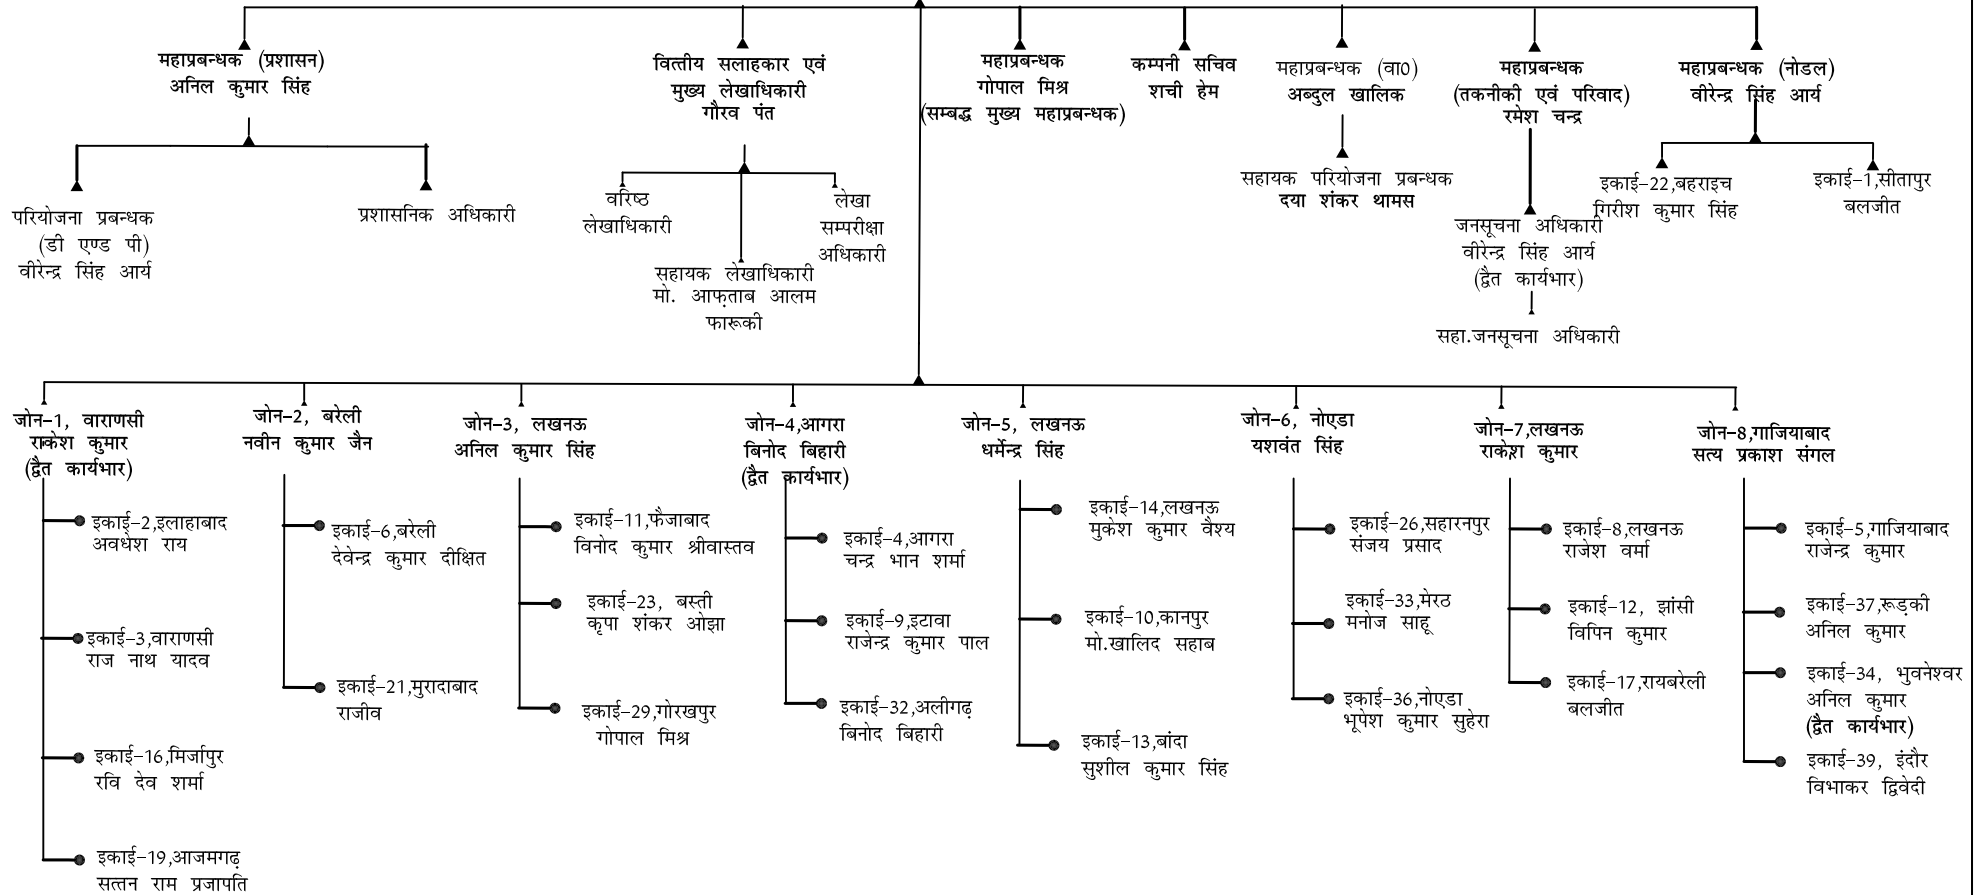 महाप्रबन्धक (प्रशासन)
अनिल कुमार सिंह
वित्तीय सलाहकार एवं
मुख्य लेखाधिकारी
गौरव पंत
महाप्रबन्धक
गोपाल मिश्र
(सम्बद्ध मुख्य महाप्रबन्धक)
कम्पनी सचिव
शची हेम
महाप्रबन्धक (वा0)
अब्दुल खालिक
महाप्रबन्धक
(तकनीकी एवं परिवाद)
रमेश चन्द्र
महाप्रबन्धक (नोडल)
वीरेन्द्र सिंह आर्य
परियोजना प्रबन्धक
(डी एण्ड पी)
वीरेन्द्र सिंह आर्य
प्रशासनिक अधिकारी
वरिष्ठ
लेखाधिकारी
सहायक लेखाधिकारी
मो. आफ़ताब आलम
फारूकी
लेखा
सम्परीक्षा
अधिकारी
सहायक परियोजना प्रबन्धक
दया शंकर थामस
जनसूचना अधिकारी
वीरेन्द्र सिंह आर्य
(द्वैत कार्यभार)
सहा.जनसूचना अधिकारी
इकाई-22,बहराइच
गिरीश कुमार सिंह
इकाई-1,सीतापुर
बलजीत
जोन-1, वाराणसी
राकेश कुमार
(द्वैत कार्यभार)
इकाई-2,इलाहाबाद
अवधेश राय
इकाई-3,वाराणसी
राज नाथ यादव
इकाई-16,मिर्जापुर
रवि देव शर्मा
इकाई-19,आजमगढ़
सत्तन राम प्रजापति
जोन-2, बरेली
नवीन कुमार जैन
इकाई-6,बरेली
देवेन्द्र कुमार दीक्षित
इकाई-21,मुरादाबाद
राजीव
जोन-3, लखनऊ
अनिल कुमार सिंह
इकाई-11,फैजाबाद
विनोद कुमार श्रीवास्तव
इकाई-23, बस्ती
कृपा शंकर ओझा
इकाई-29,गोरखपुर
गोपाल मिश्र
जोन-4,आगरा
बिनोद बिहारी
(द्वैत कार्यभार)
इकाई-4,आगरा
चन्द्र भान शर्मा
इकाई-9,इटावा
राजेन्द्र कुमार पाल
इकाई-32,अलीगढ़
बिनोद बिहारी
जोन-5, लखनऊ
धर्मेन्द्र सिंह
इकाई-14,लखनऊ
मुकेश कुमार वैश्य
इकाई-10,कानपुर
मो.खालिद सहाब
इकाई-13,बांदा
सुशील कुमार सिंह
जोन-6, नोएडा
यशवंत सिंह
इकाई-26,सहारनपुर
संजय प्रसाद
इकाई-33,मेरठ
मनोज साहू
इकाई-36,नोएडा
भूपेश कुमार सुहेरा
जोन-7,लखनऊ
राकेश कुमार
इकाई-8,लखनऊ
राजेश वर्मा
इकाई-12, झांसी
विपिन कुमार
इकाई-17,रायबरेली
बलजीत
जोन-8,गाजियाबाद
सत्य प्रकाश संगल
इकाई-5,गाजियाबाद
राजेन्द्र कुमार
इकाई-37,रूड़की
अनिल कुमार
इकाई-34, भुवनेश्वर
अनिल कुमार
(द्वैत कार्यभार)
इकाई-39, इंदौर
विभाकर द्विवेदी